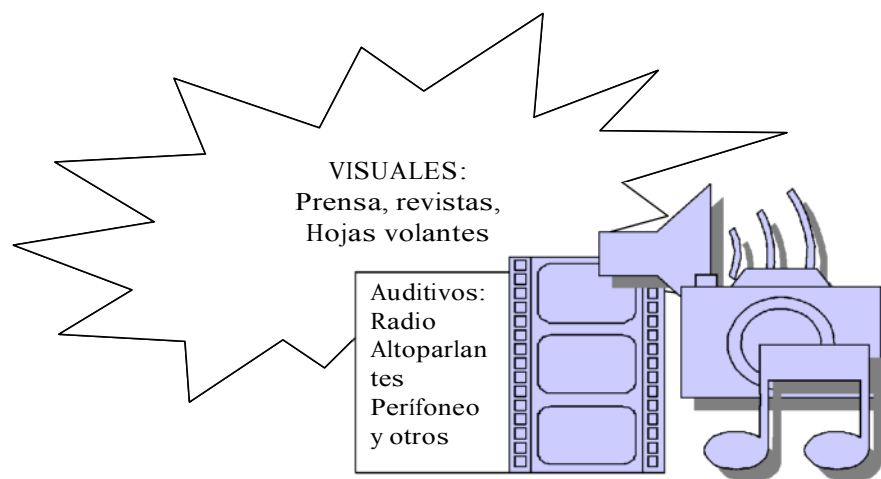 VISUALES:
Prensa, revistas,
Hojas volantes
Auditivos:
Radio
Altoparlan
tes
Perífoneo
y otros